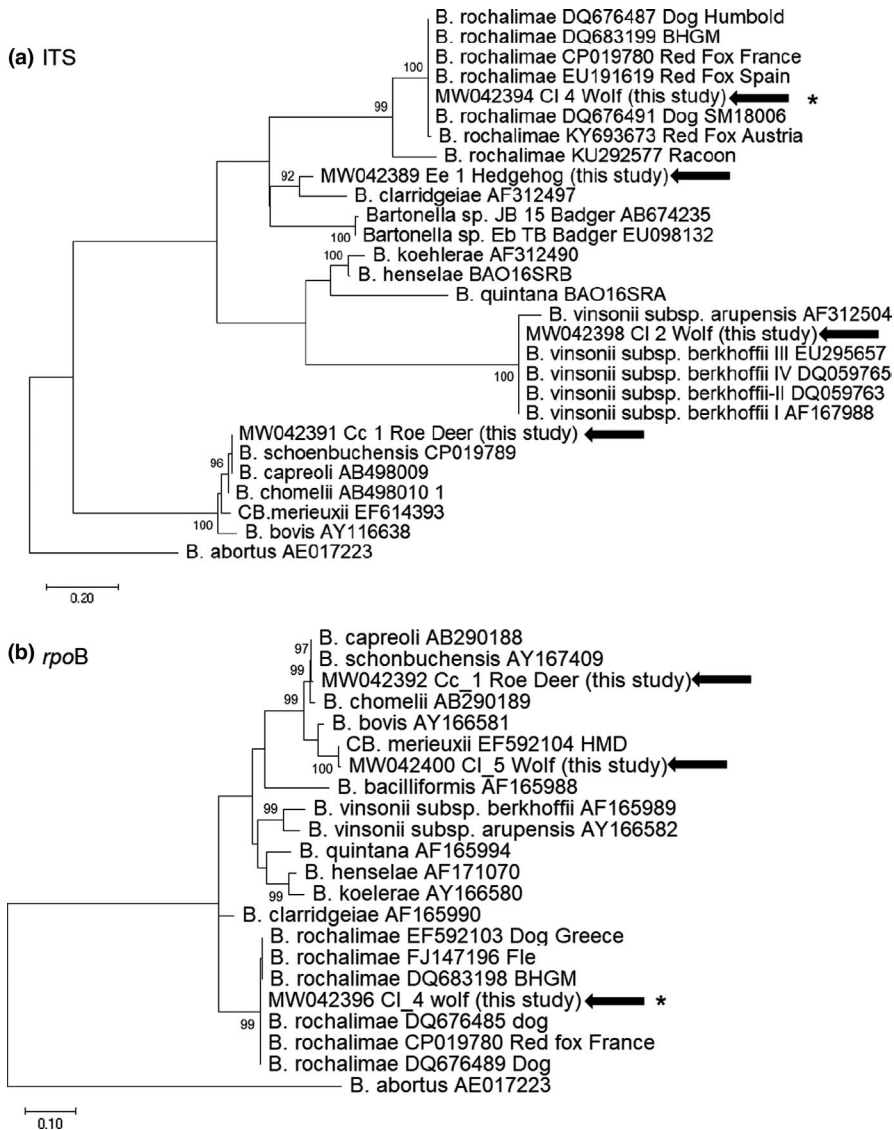 (a) ITS
B. rochalimae DQ676487 Dog Humbold
B. rochalimae DQ683199 BHGM
B. rochalimae CP019780 Red Fox France
B. rochalimae EU191619 Red Fox Spain
100
MW042394 Cl 4 Wolf (this study) *
99
B. rochalimae DQ676491 Dog SM18006
B. rochalimae KY693673 Red Fox Austria
B. rochalimae KU292577 Racoon
92
MW042389 Ee 1 Hedgehog (this study)
B. clarridgeiae AF312497
Bartonella sp. JB 15 Badger AB674235
100
Bartonella sp. Eb TB Badger EU098132
100
B. koehlerae AF312490
B. henselae BAO16SRB
B. quintana BAO16SRA
B. vinsonii subsp. arupensis AF312504
MW042398 Cl 2 Wolf (this study)
B. vinsonii subsp. berkhoffii III EU295657
100
B. vinsonii subsp. berkhoffii IV DQ059765
B. vinsonii subsp. berkhoffii-II DQ059763
B. vinsonii subsp. berkhoffii I AF167988
MW042391 Cc 1 Roe Deer (this study)
96
B. schoenbuchensis CP019789
B. capreoli AB498009
B. chomelii AB498010 1
CB.merieuxii EF614393
100
B. bovis AY116638
B. abortus AE017223
0.20
(b) rpoB
B. capreoli AB290188
97
B. schonbuchensis AY167409
99
MW042392 Cc_1 Roe Deer (this study)
99
B. chomelii AB290189
B. bovis AY166581
CB. merieuxii EF592104 HMD
100
MW042400 Cl_5 Wolf (this study)
B. bacilliformis AF165988
99
B. vinsonii subsp. berkhoffii AF165989
B. vinsonii subsp. arupensis AY166582
B. quintana AF165994
B. henselae AF171070
99
B. koelerae AY166580
B. clarridgeiae AF165990
B. rochalimae EF592103 Dog Greece
B. rochalimae FJ147196 Fle
B. rochalimae DQ683198 BHGM
MW042396 Cl_4 wolf (this study) *
99
B. rochalimae DQ676485 dog
B. rochalimae CP019780 Red fox France
B. rochalimae DQ676489 Dog
B. abortus AE017223
0.10